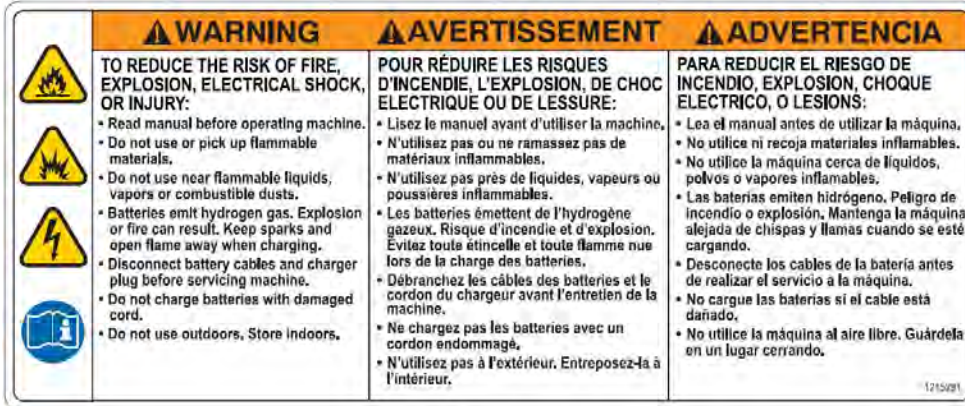 WARNING
TO REDUCE THE RISK OF FIRE,
EXPLOSION, ELECTRICAL SHOCK,
OR INJURY:
• Read manual before operating machine.
• Do not use or pick up flammable
materials.
• Do not use near flammable liquids,
vapors or combustible dusts.
• Batteries emit hydrogen gas. Explosion
or fire can result. Keep sparks and
open flame away when charging.
• Disconnect battery cables and charger
plug before servicing machine.
• Do not charge batteries with damaged
cord.
• Do not use outdoors. Store indoors.
AVERTISSEMENT
POUR RÉDUIRE LES RISQUES
D'INCENDIE, L'EXPLOSION, DE CHOC
ELECTRIQUE OU DE LESSURE:
• Lisez le manuel avant d'utiliser la machine.
• N'utilisez pas ou ne ramassez pas de
matériaux inflammables.
• N'utilisez pas près de liquides, vapeurs ou
poussières inflammables.
• Les batteries émettent de l'hydrogène
gazeux. Risque d'incendie et d'explosion.
Évitez toute étincelle et toute flamme nue
lors de la charge des batteries.
• Débranchez les câbles des batteries et le
cordon du chargeur avant l'entretien de la
machine.
• Ne chargez pas les batteries avec un
cordon endommagé.
• N'utilisez pas à l'extérieur. Entreposez-la à
l'intérieur.
ADVERTENCIA
PARA REDUCIR EL RIESGO DE
INCENDIO, EXPLOSION, CHOQUE
ELECTRICO, O LESIONS:
• Lea el manual antes de utilizar la máquina.
• No utilice ni recoja materiales inflamables.
• No utilice la máquina cerca de líquidos,
polvos o vapores inflamables.
• Las baterías emiten hidrógeno. Peligro de
incendio o explosión. Mantenga la máquina
alejada de chispas y llamas cuando se esté
cargando.
• Desconecte los cables de la batería antes
de realizar el servicio a la máquina.
• No cargue las baterías si el cable está
dañado.
• No utilice la máquina al aire libre. Guárdela
en un lugar cerrando.